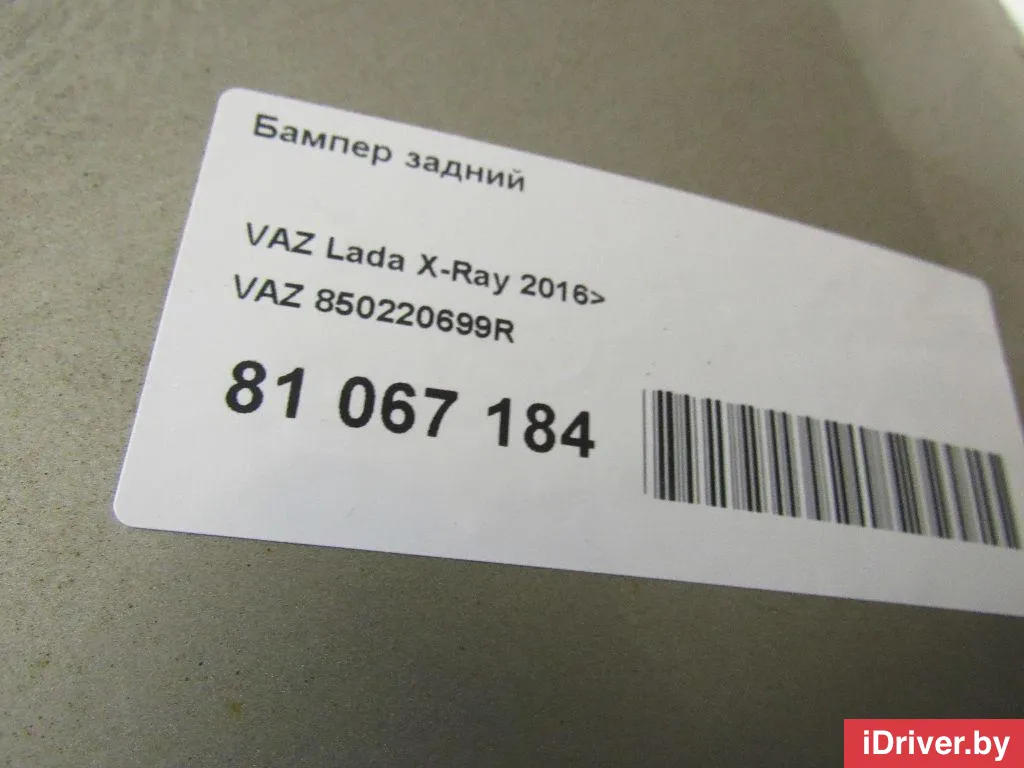 Бампер задний
VAZ Lada X-Ray 2016>
VAZ 850220699R
81 067 184
iDriver.by